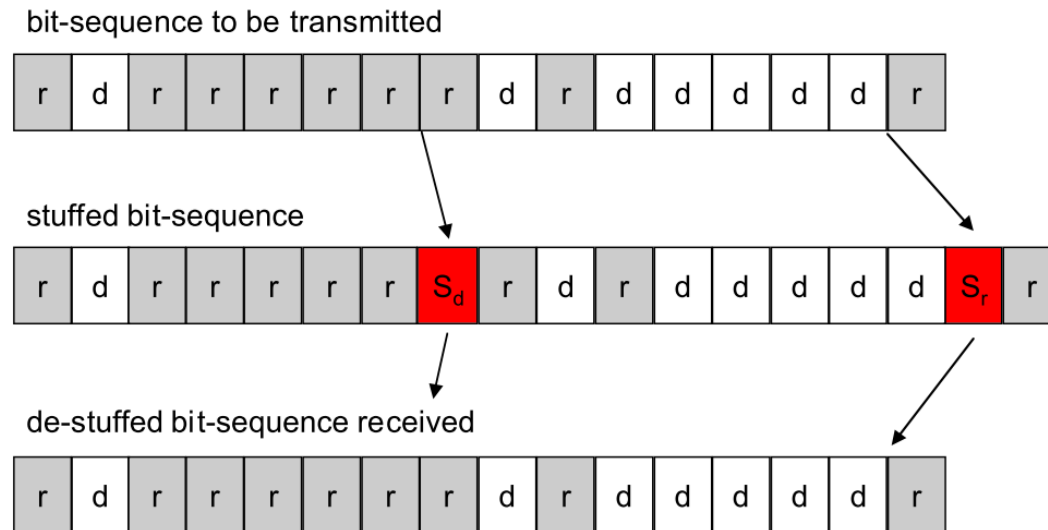 bit-sequence to be transmitted
r d r r r r r r d r d d d d d r
stuffed bit-sequence
r d r r r r r Sd r d r d d d d d Sr r
de-stuffed bit-sequence received
r d r r r r r r d r d d d d d r